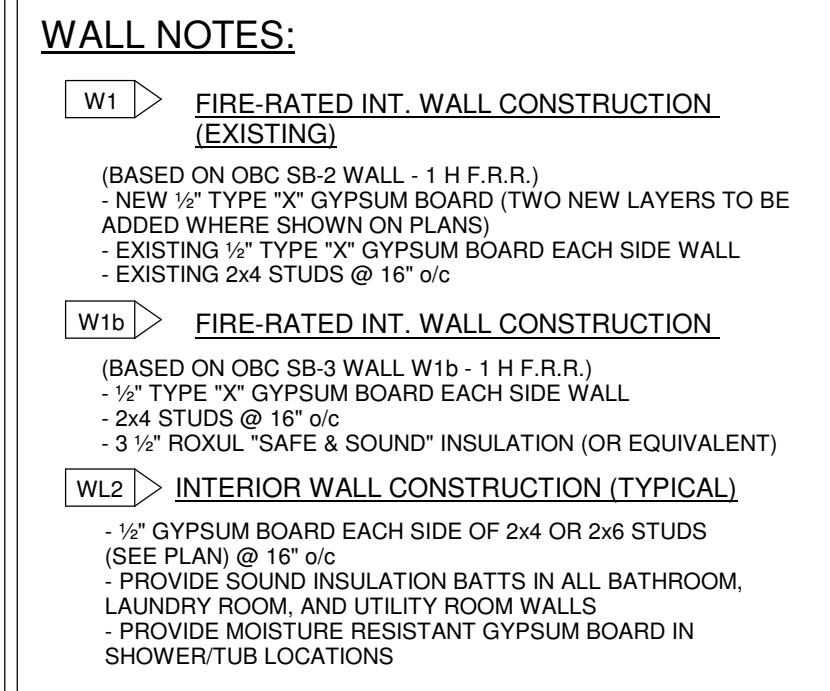 WALL NOTES:
W1 FIRE-RATED INT. WALL CONSTRUCTION
(EXISTING)
(BASED ON OBC SB-2 WALL - 1 H F.R.R.)
- NEW ½" TYPE "X" GYPSUM BOARD (TWO NEW LAYERS TO BE
ADDED WHERE SHOWN ON PLANS)
- EXISTING ½" TYPE "X" GYPSUM BOARD EACH SIDE WALL
- EXISTING 2x4 STUDS @ 16" o/c
W1b FIRE-RATED INT. WALL CONSTRUCTION
(BASED ON OBC SB-3 WALL W1b - 1 H F.R.R.)
- ½" TYPE "X" GYPSUM BOARD EACH SIDE WALL
- 2x4 STUDS @ 16" o/c
- 3 ½" ROXUL "SAFE & SOUND" INSULATION (OR EQUIVALENT)
WL2 INTERIOR WALL CONSTRUCTION (TYPICAL)
- ½" GYPSUM BOARD EACH SIDE OF 2x4 OR 2x6 STUDS
(SEE PLAN) @ 16" o/c
- PROVIDE SOUND INSULATION BATTS IN ALL BATHROOM,
LAUNDRY ROOM, AND UTILITY ROOM WALLS
- PROVIDE MOISTURE RESISTANT GYPSUM BOARD IN
SHOWER/TUB LOCATIONS